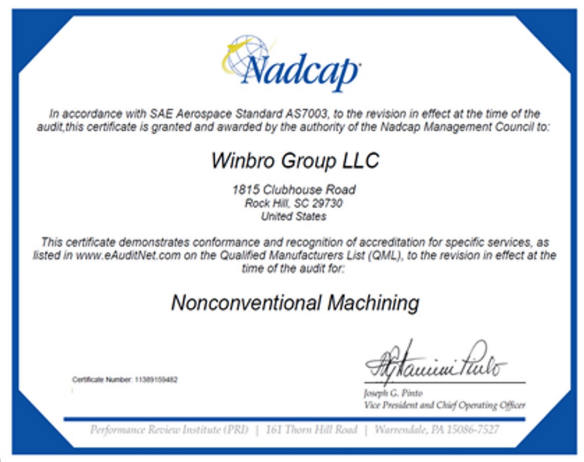 Nadcap
In accordance with SAE Aerospace Standard AS7003, to the revision in effect at the time of the
audit,this certificate is granted and awarded by the authority of the Nadcap Management Council to:
Winbro Group LLC
1815 Clubhouse Road
Rock Hill, SC 29730
United States
This certificate demonstrates conformance and recognition of accreditation for specific services, as
listed in www.eAuditNet.com on the Qualified Manufacturers List (QML), to the revision in effect at the
time of the audit for:
Nonconventional Machining
Certificate Number: 11389159482
Joseph G. Pinto
Vice President and Chief Operating Officer
Performance Review Institute (PRI) | 161 Thorn Hill Road | Warrendale, PA 15086-7527